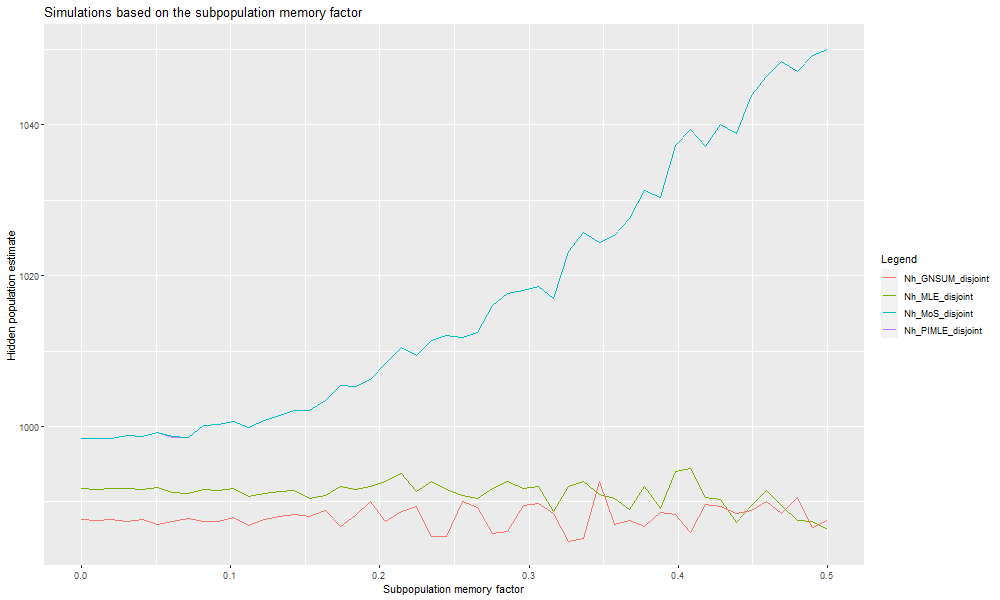 Simulations based on the subpopulation memory factor
Hidden population estimate
1040
1020
1000
0.0
0.1
0.2
0.3
0.4
0.5
Subpopulation memory factor
Legend
Nh_GNSUM_disjoint
Nh_MLE_disjoint
Nh_MoS_disjoint
Nh_PIMLE_disjoint